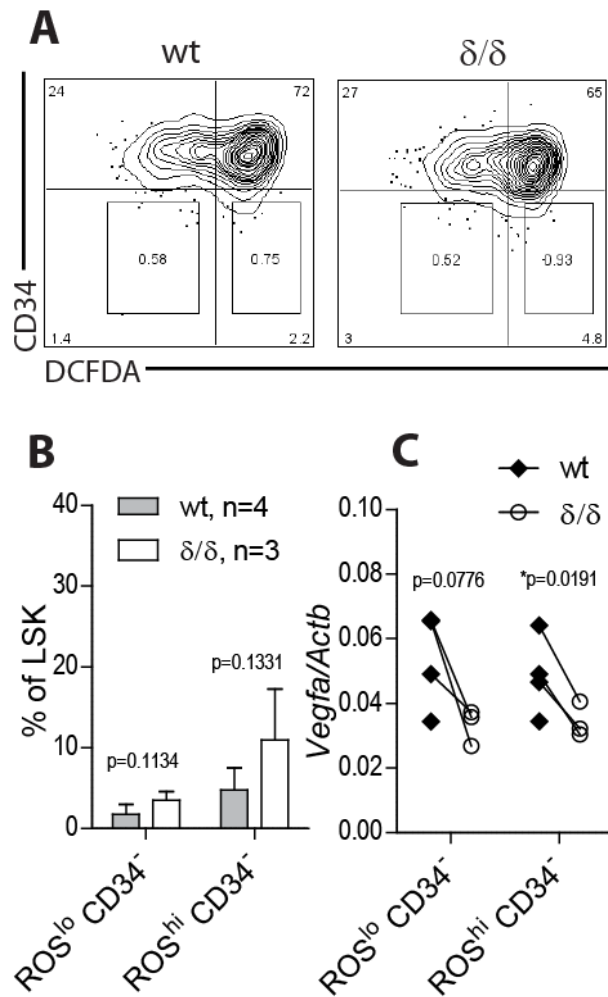 A
wt
δ/δ
24
72
27
65
0.58
0.75
0.52
0.93
1.4
2.2
3
4.8
CD34
DCFDA
B
C
wt
δ/δ
wt, n=4
δ/δ, n=3
% of LSK
40
30
20
10
0
p=0.1134
p=0.1331
ROSlo CD34-
ROShi CD34-
Vegfa/Actb
0.10
0.08
0.06
0.04
0.02
0.00
p=0.0776
*p=0.0191
ROSlo CD34-
ROShi CD34-